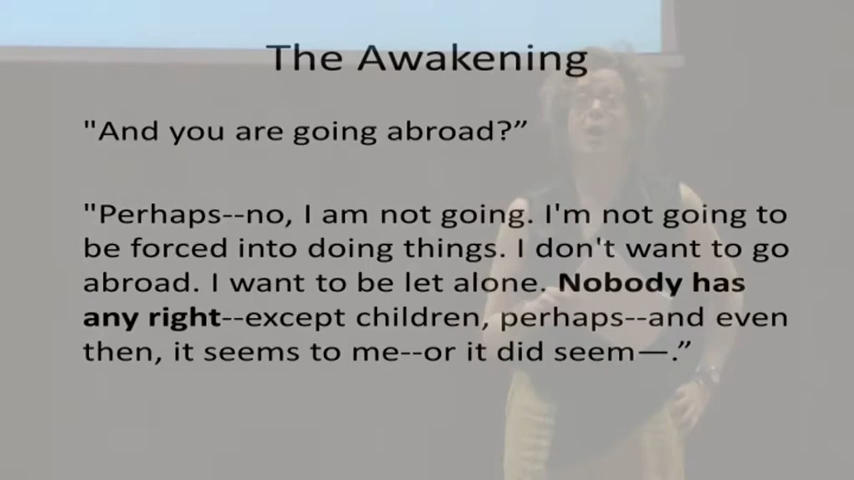 The Awakening
"And you are going abroad?”
"Perhaps--no, I am not going. I'm not going to
be forced into doing things. I don't want to go
abroad. I want to be let alone. Nobody has
any right--except children, perhaps--and even
then, it seems to me--or it did seem—.”